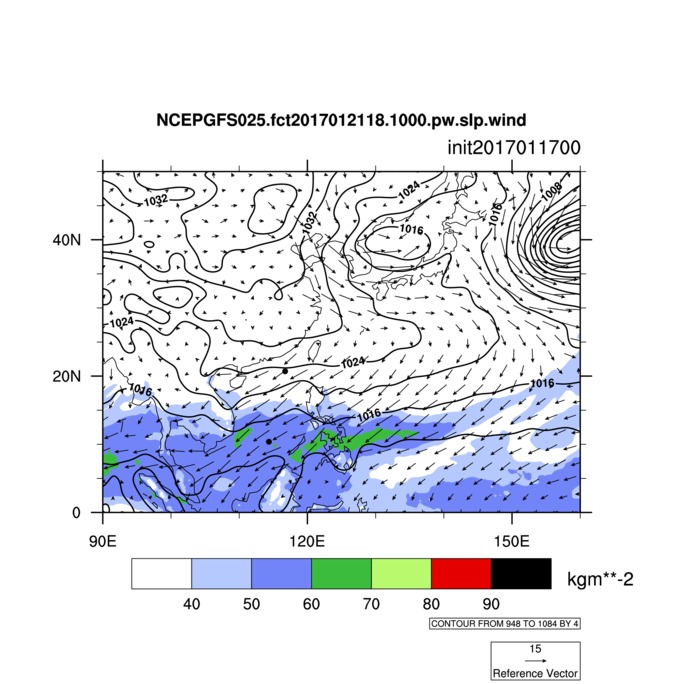 NCEPGFS025.fct2017012118.1000.pw.slp.wind
init2017011700
1032
1024
1008
1032
1016
1016
40N
1024
1024
20N
1016
1016
1016
0
90E 120E 150E
kgm**-2
40 50 60 70 80 90
CONTOUR FROM 948 TO 1084 BY 4
15
Reference Vector